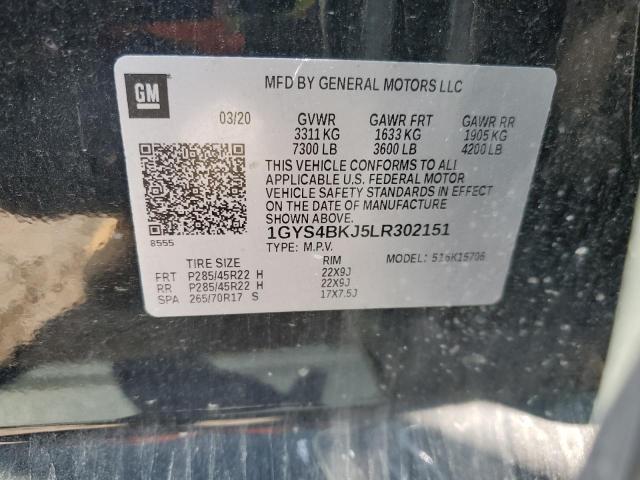 GM
MFD BY GENERAL MOTORS LLC
03/20 GVWR GAWR FRT GAWR RR
3311 KG 1633 KG 1905 KG
7300 LB 3600 LB 4200 LB
THIS VEHICLE CONFORMS TO ALL
APPLICABLE U.S. FEDERAL MOTOR
VEHICLE SAFETY STANDARDS IN EFFECT
ON THE DATE OF MANUFACTURE
SHOWN ABOVE.
8555 1GYS4BKJ5LR302151
TYPE: M.P.V. MODEL: 516K15706
TIRE SIZE RIM
FRT P285/45R22 H 22X9J
RR P285/45R22 H 22X9J
SPA 265/70R17 S 17X7.5J